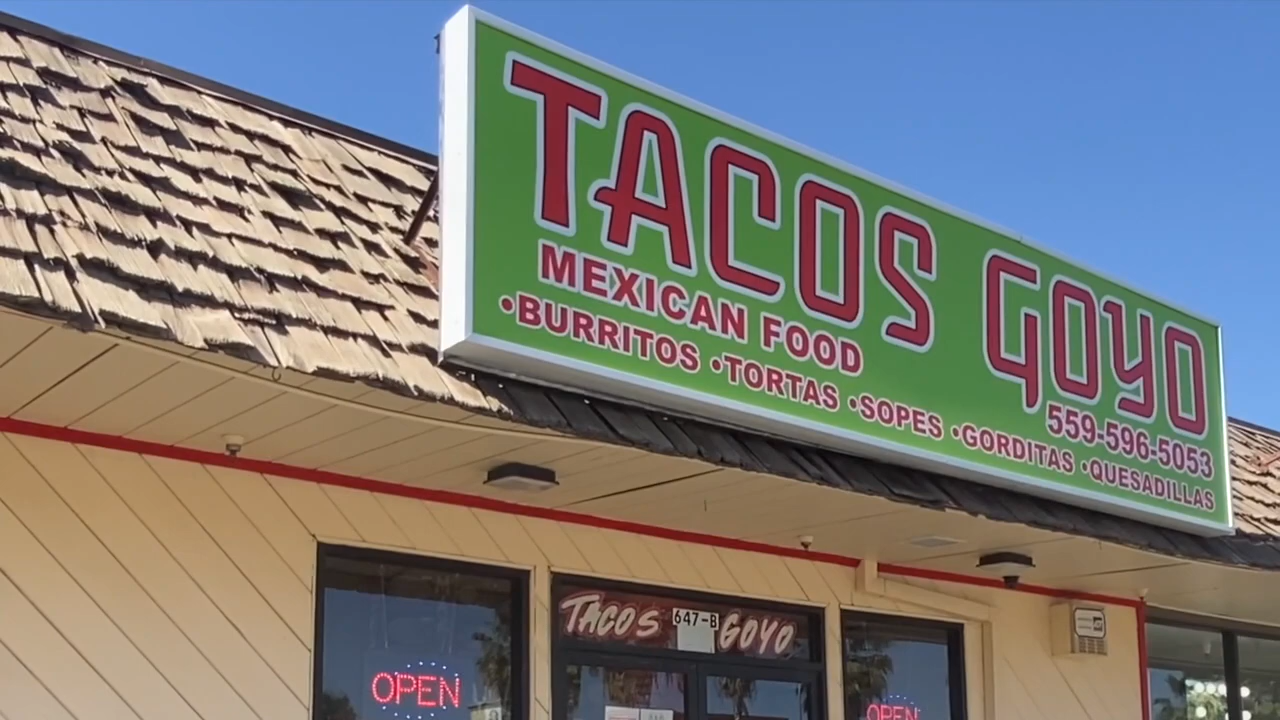 TACOS GOYO
MEXICAN FOOD
559-596-5053
•BURRITOS •TORTAS •SOPES •GORDITAS •QUESADILLAS
TACOS 647-B GOYO
OPEN
OPEN